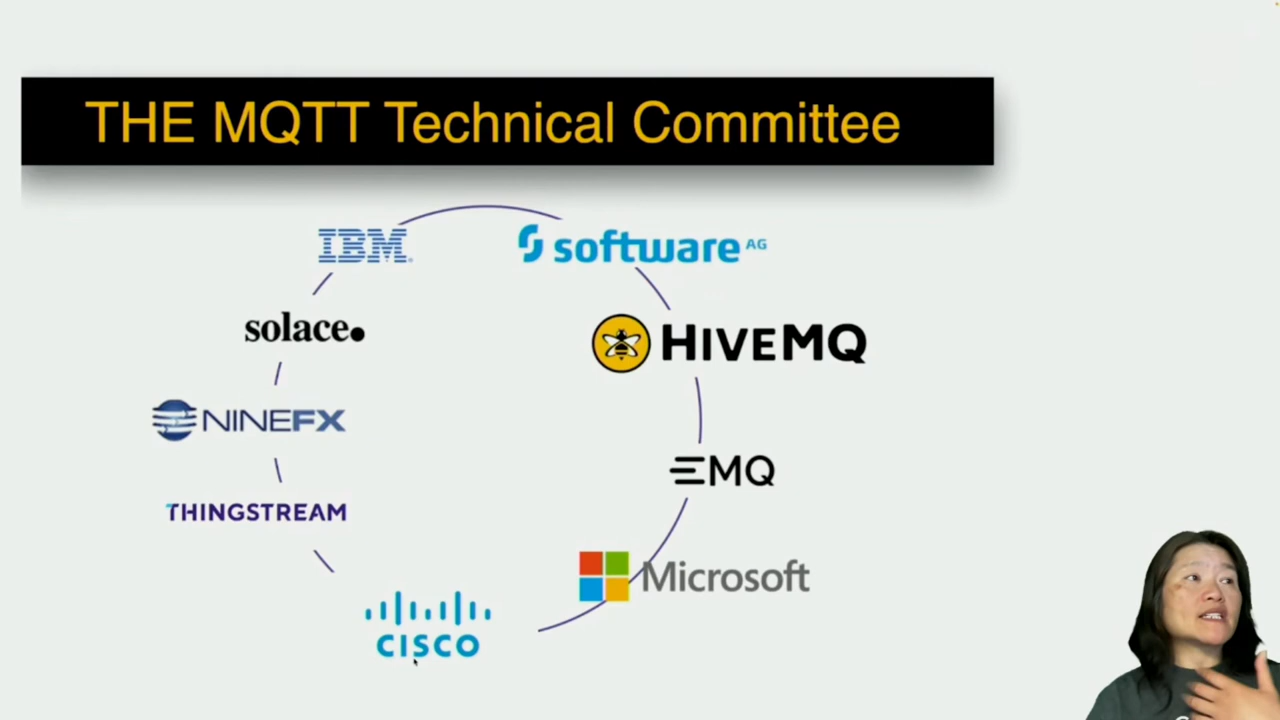 THE MQTT Technical Committee
IBM
software AG
solace
HIVEMQ
NINEFX
EMQ
THINGSTREAM
Microsoft
CISCO